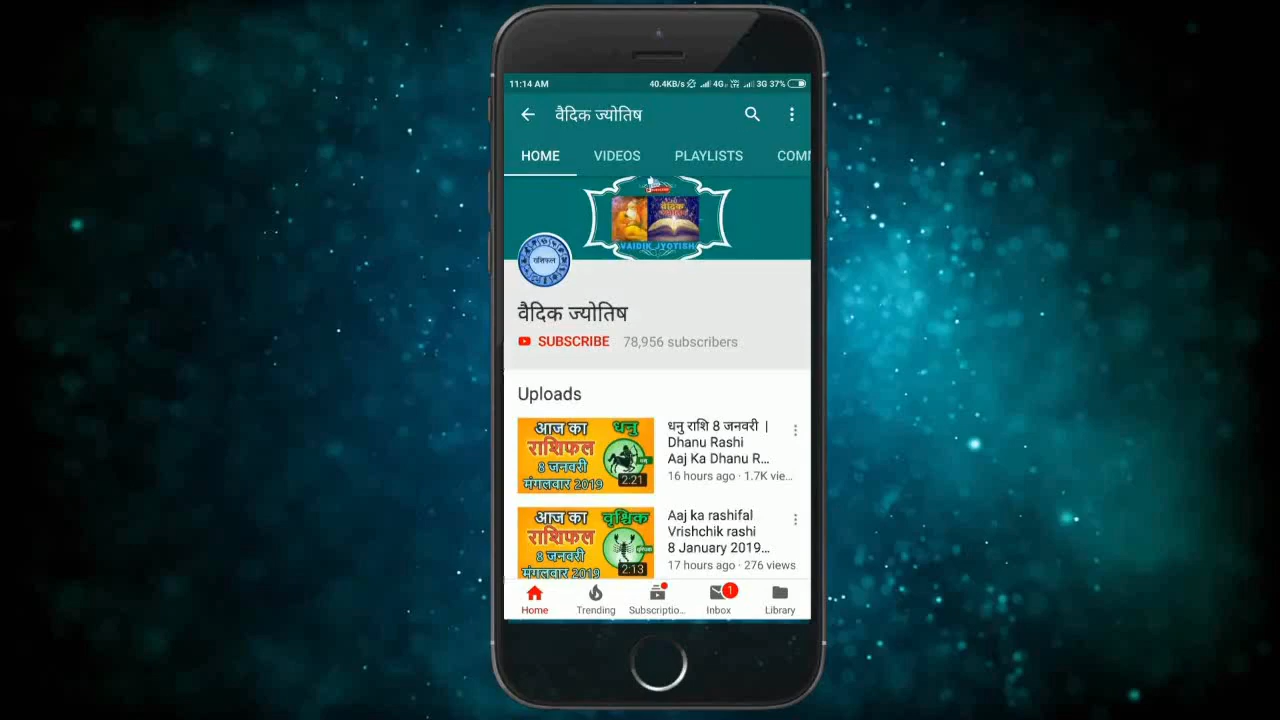 11:14 AM
40.4KB/s 4G 3G 37%
वैदिक ज्योतिष
HOME VIDEOS PLAYLISTS COMM
वैदिक
VAIDIK JYOTISH
राशिफल
वैदिक ज्योतिष
SUBSCRIBE 78,956 subscribers
Uploads
आज का धनु
राशिफल
8 जनवरी
मंगलवार 2019
2:21
धनु राशि 8 जनवरी |
Dhanu Rashi
Aaj Ka Dhanu R...
16 hours ago · 1.7K vie...
आज का वृश्चिक
राशिफल
8 जनवरी
मंगलवार 2019
2:13
Aaj ka rashifal
Vrishchik rashi
8 January 2019...
17 hours ago · 276 views
Home Trending Subscriptio... Inbox Library
1